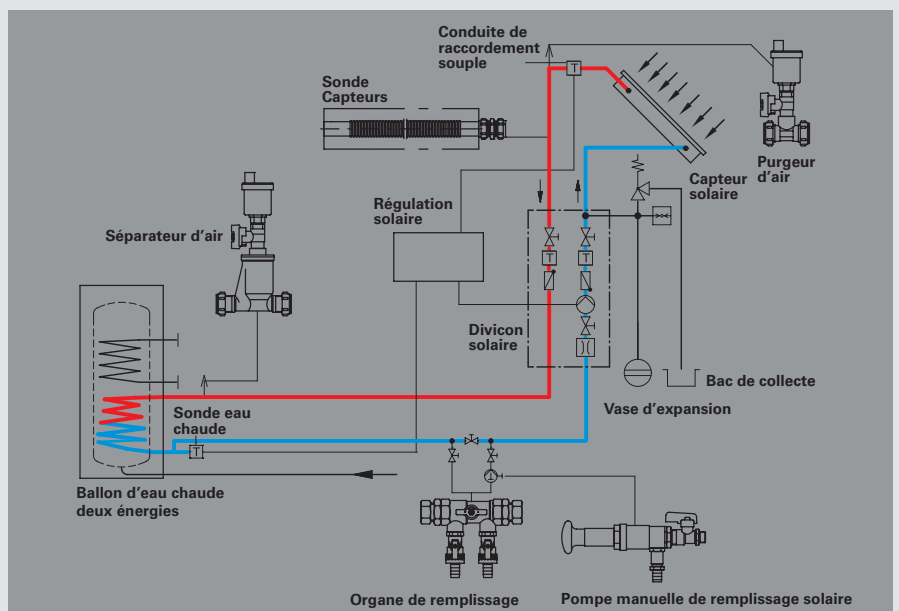 Conduite de
raccordement
souple
Sonde
Capteurs
T
Purgeur
d'air
Capteur
solaire
Régulation
solaire
Séparateur d'air
T
T
Divicon
solaire
Bac de collecte
Vase d'expansion
Sonde eau
chaude
T
Ballon d'eau chaude
deux énergies
Organe de remplissage
Pompe manuelle de remplissage solaire